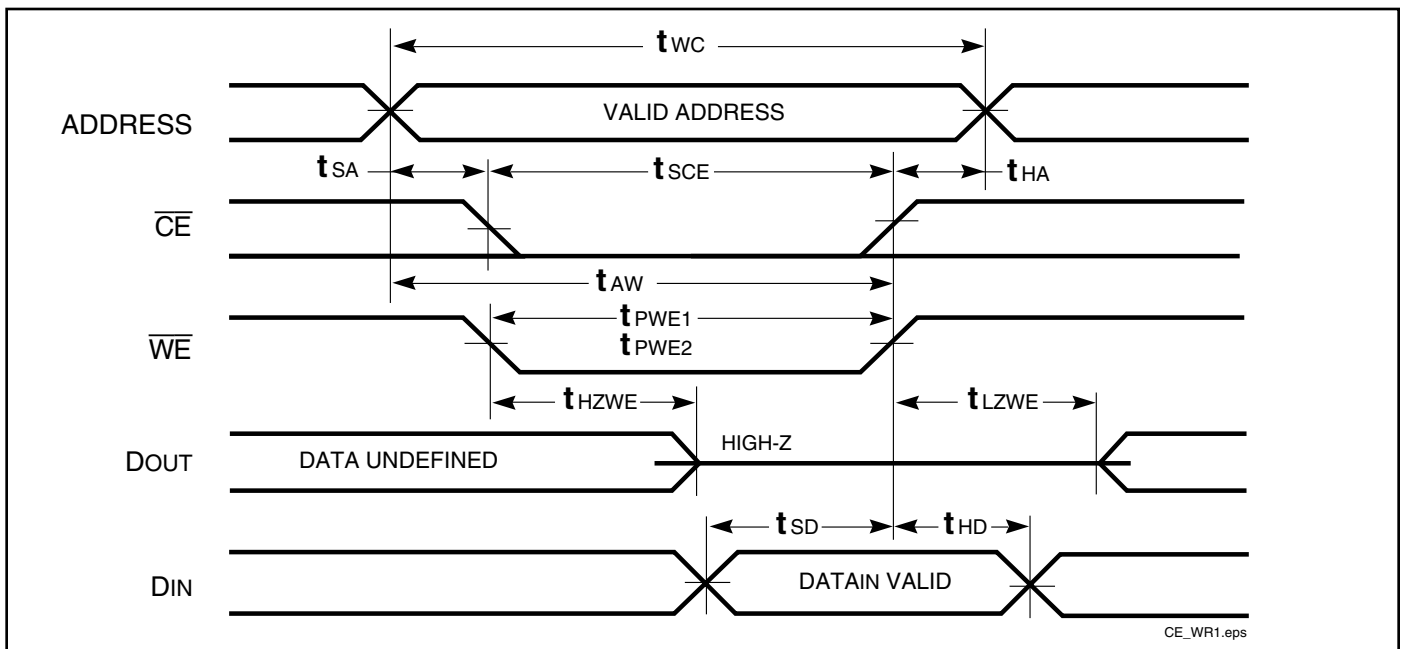 tWC
ADDRESS
VALID ADDRESS
tSA
tSCE
tHA
CE
tAW
tPWE1
WE
tPWE2
tHZWE
tLZWE
DOUT
DATA UNDEFINED
HIGH-Z
tSD
tHD
DIN
DATAIN VALID
CE_WR1.eps